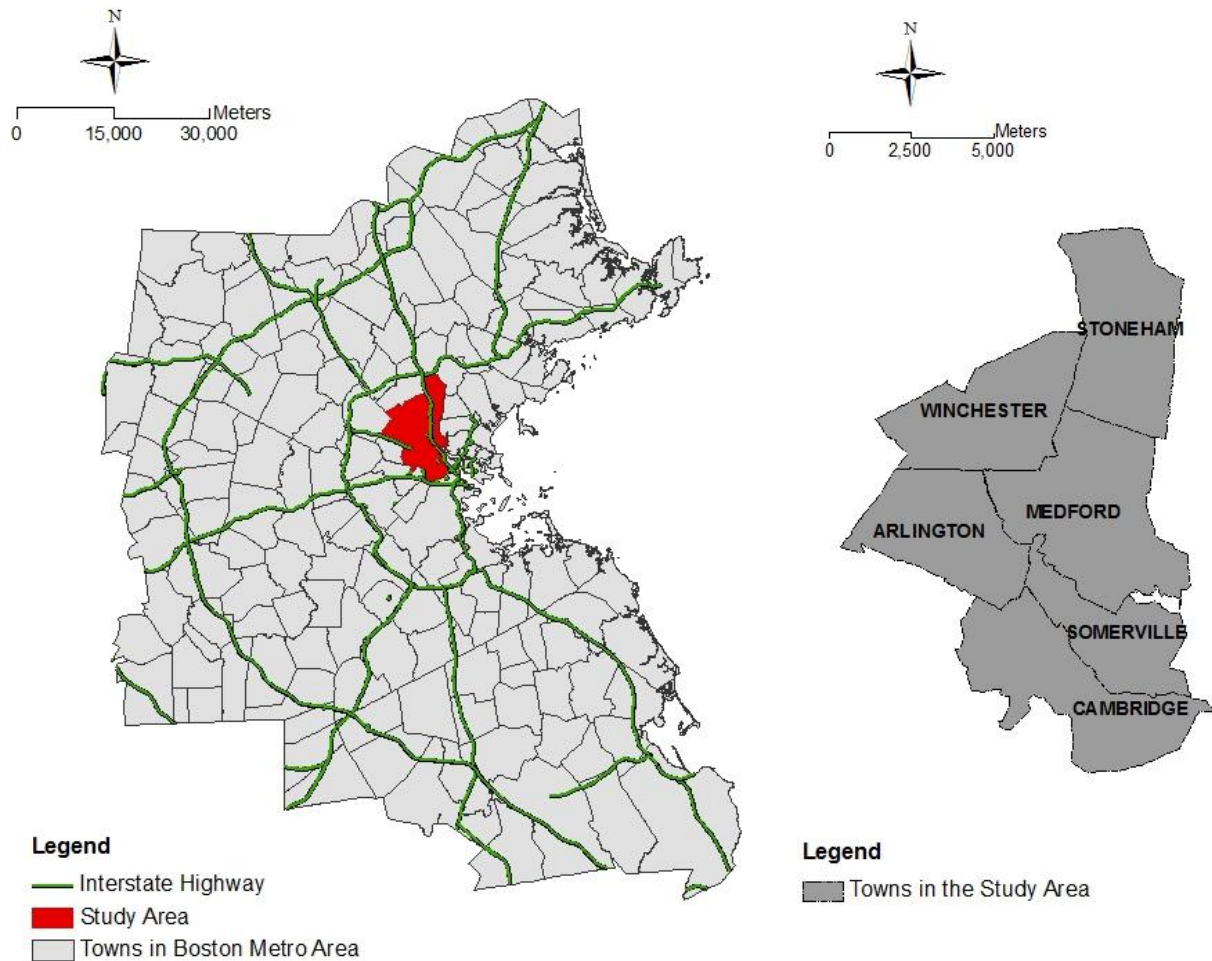 N
Meters
0 15,000 30,000
Legend
Interstate Highway
Study Area
Towns in Boston Metro Area
N
Meters
0 2,500 5,000
STONEHAM
WINCHESTER
MEDFORD
ARLINGTON
SOMERVILLE
CAMBRIDGE
Legend
Towns in the Study Area